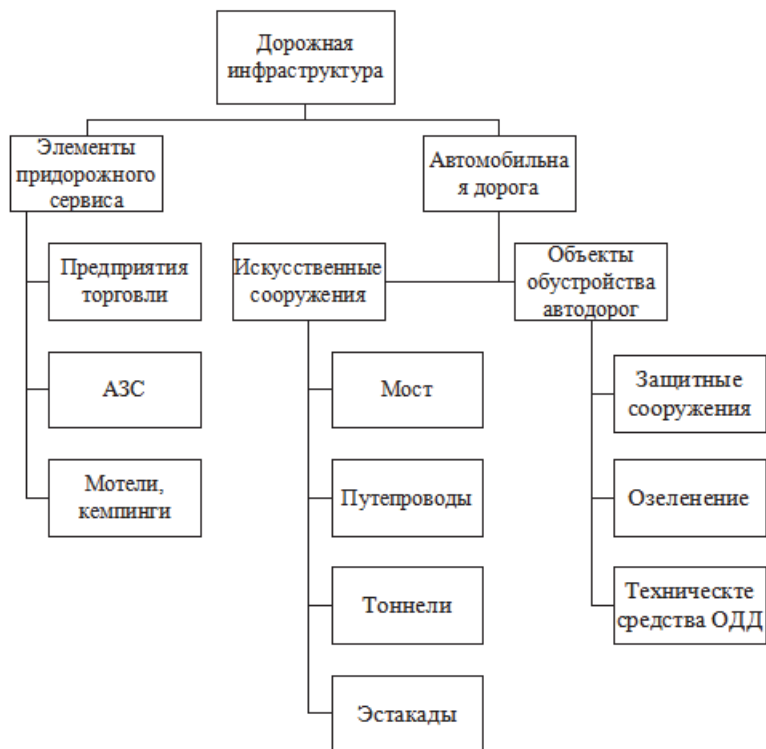 Дорожная
инфраструктура
Элементы
придорожного
сервиса
Автомобильна
я дорога
Предприятия
торговли
Искусственные
сооружения
Объекты
обустройства
автодорог
АЗС
Мост
Защитные
сооружения
Мотели,
кемпинги
Путепроводы
Озеленение
Тоннели
Техническте
средства ОДД
Эстакады